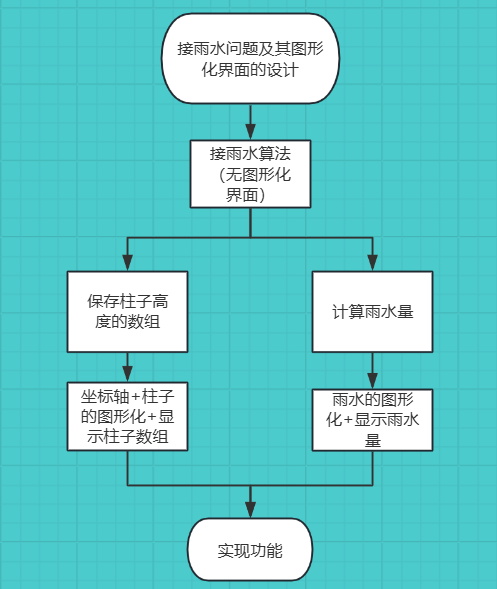 接雨水问题及其图形
化界面的设计
接雨水算法
（无图形化
界面）
保存柱子高
度的数组
计算雨水量
坐标轴+柱子
的图形化+显
示柱子数组
雨水的图形
化+显示雨水
量
实现功能